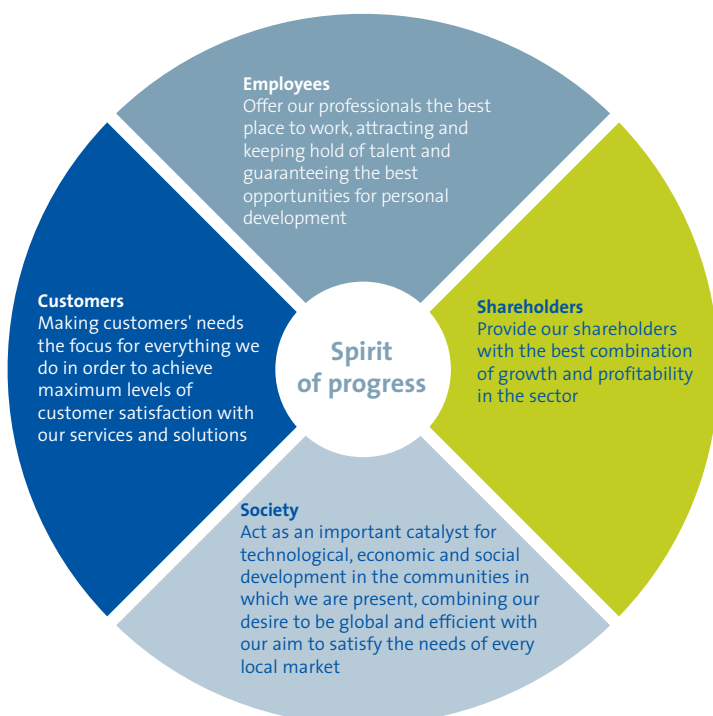 Employees
Offer our professionals the best
place to work, attracting and
keeping hold of talent and
guaranteeing the best
opportunities for personal
development
Customers
Making customers' needs
the focus for everything we
do in order to achieve
maximum levels of
customer satisfaction with
our services and solutions
Spirit
of progress
Shareholders
Provide our shareholders
with the best combination
of growth and profitability
in the sector
Society
Act as an important catalyst for
technological, economic and social
development in the communities in
which we are present, combining our
desire to be global and efficient with
our aim to satisfy the needs of every
local market